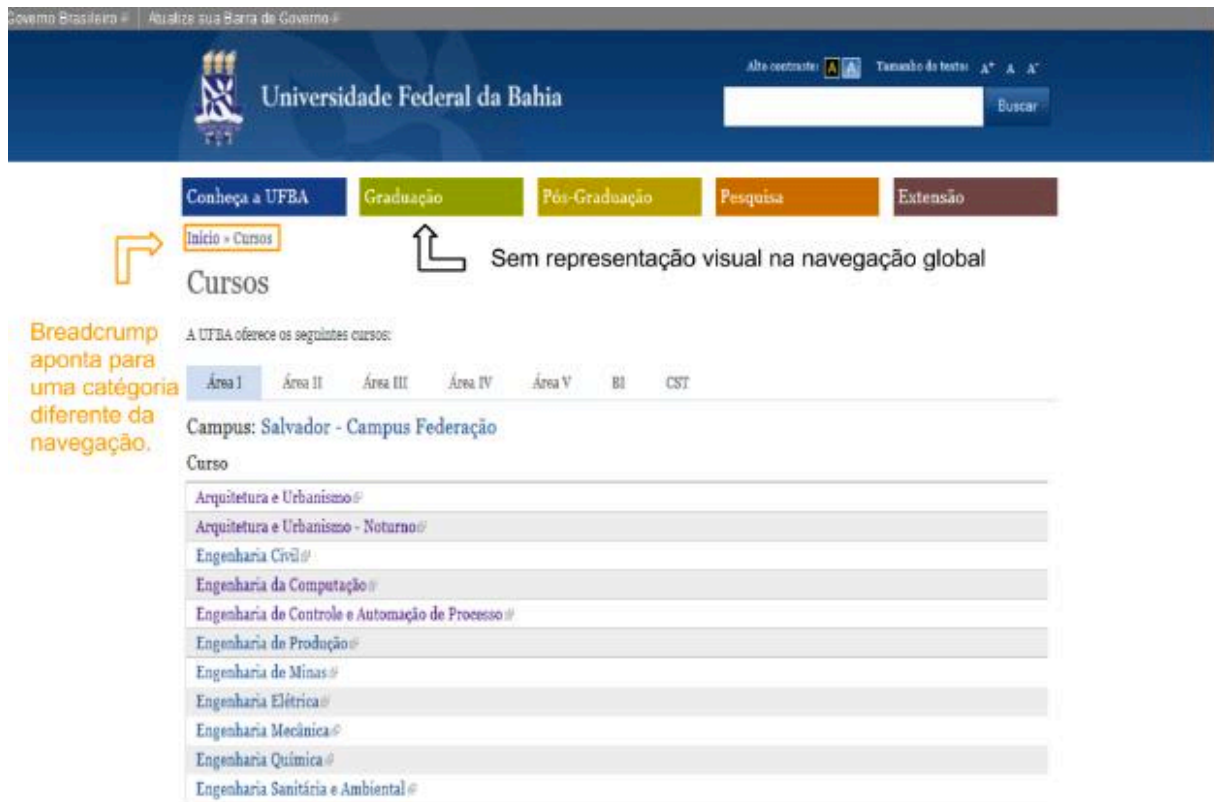 Governo Brasileiro Atualize sua Barra de Governo
Alto contraste: A A Tamanho do texto: A+ A A-
Universidade Federal da Bahia
Buscar
Conheça a UFBA Graduação Pós-Graduação Pesquisa Extensão
Início » Cursos
Sem representação visual na navegação global
Cursos
Breadcrump
aponta para
uma catégoria
diferente da
navegação.
A UFBA oferece os seguintes cursos:
Área I Área II Área III Área IV Área V BI CST
Campus: Salvador - Campus Federação
Curso
Arquitetura e Urbanismo
Arquitetura e Urbanismo - Noturno
Engenharia Civil
Engenharia da Computação
Engenharia de Controle e Automação de Processo
Engenharia de Produção
Engenharia de Minas
Engenharia Elétrica
Engenharia Mecânica
Engenharia Química
Engenharia Sanitária e Ambiental